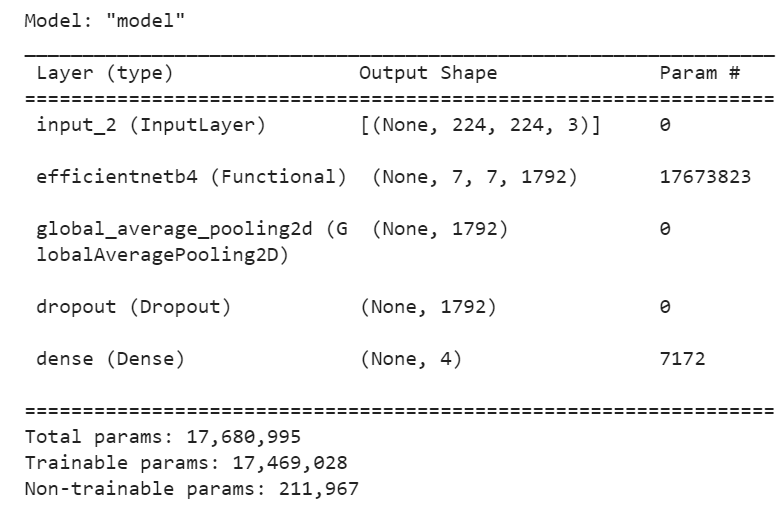 Model: "model"
Layer (type) Output Shape Param #
input_2 (InputLayer) [(None, 224, 224, 3)] 0
efficientnetb4 (Functional) (None, 7, 7, 1792) 17673823
global_average_pooling2d (G (None, 1792) 0
lobalAveragePooling2D)
dropout (Dropout) (None, 1792) 0
dense (Dense) (None, 4) 7172
Total params: 17,680,995
Trainable params: 17,469,028
Non-trainable params: 211,967